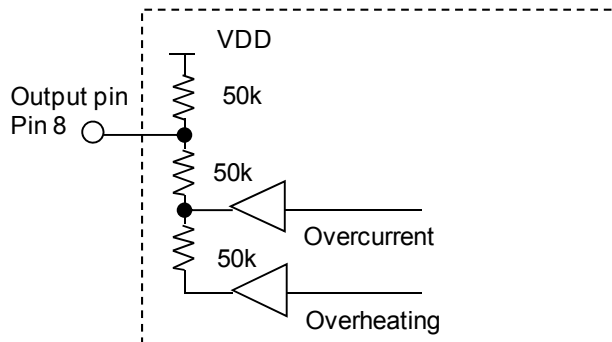 VDD
50k
Output pin
Pin 8
50k
Overcurrent
50k
Overheating